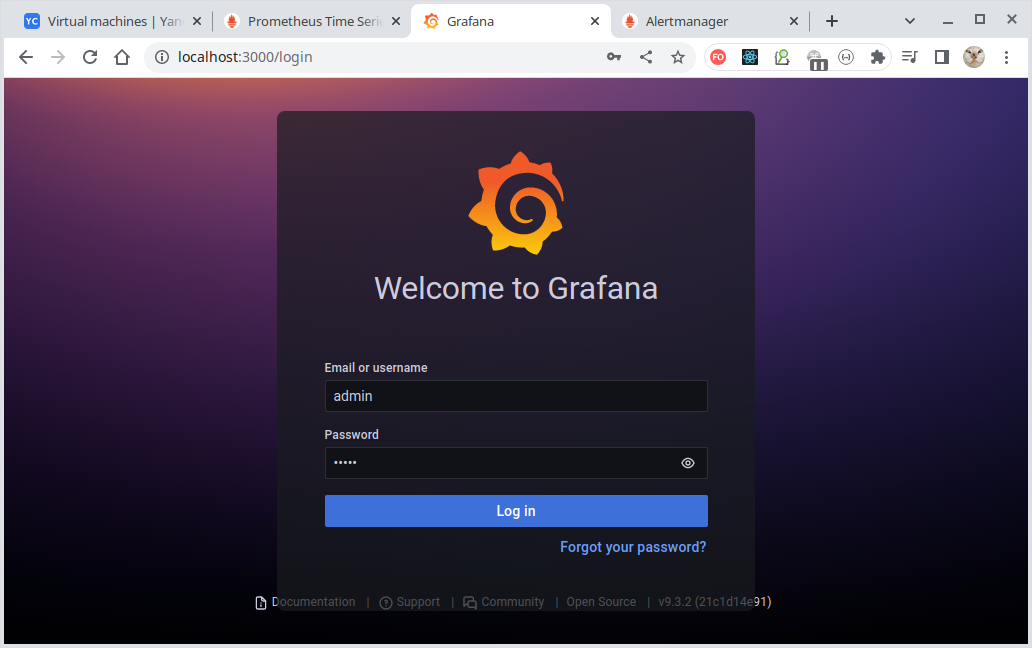 YC Virtual machines | Yan
Prometheus Time Serie
Grafana
Alertmanager
localhost:3000/login
FO
Welcome to Grafana
Email or username
admin
Password
•••••
Log in
Forgot your password?
Documentation | Support | Community | Open Source | v9.3.2 (21c1d14e91)